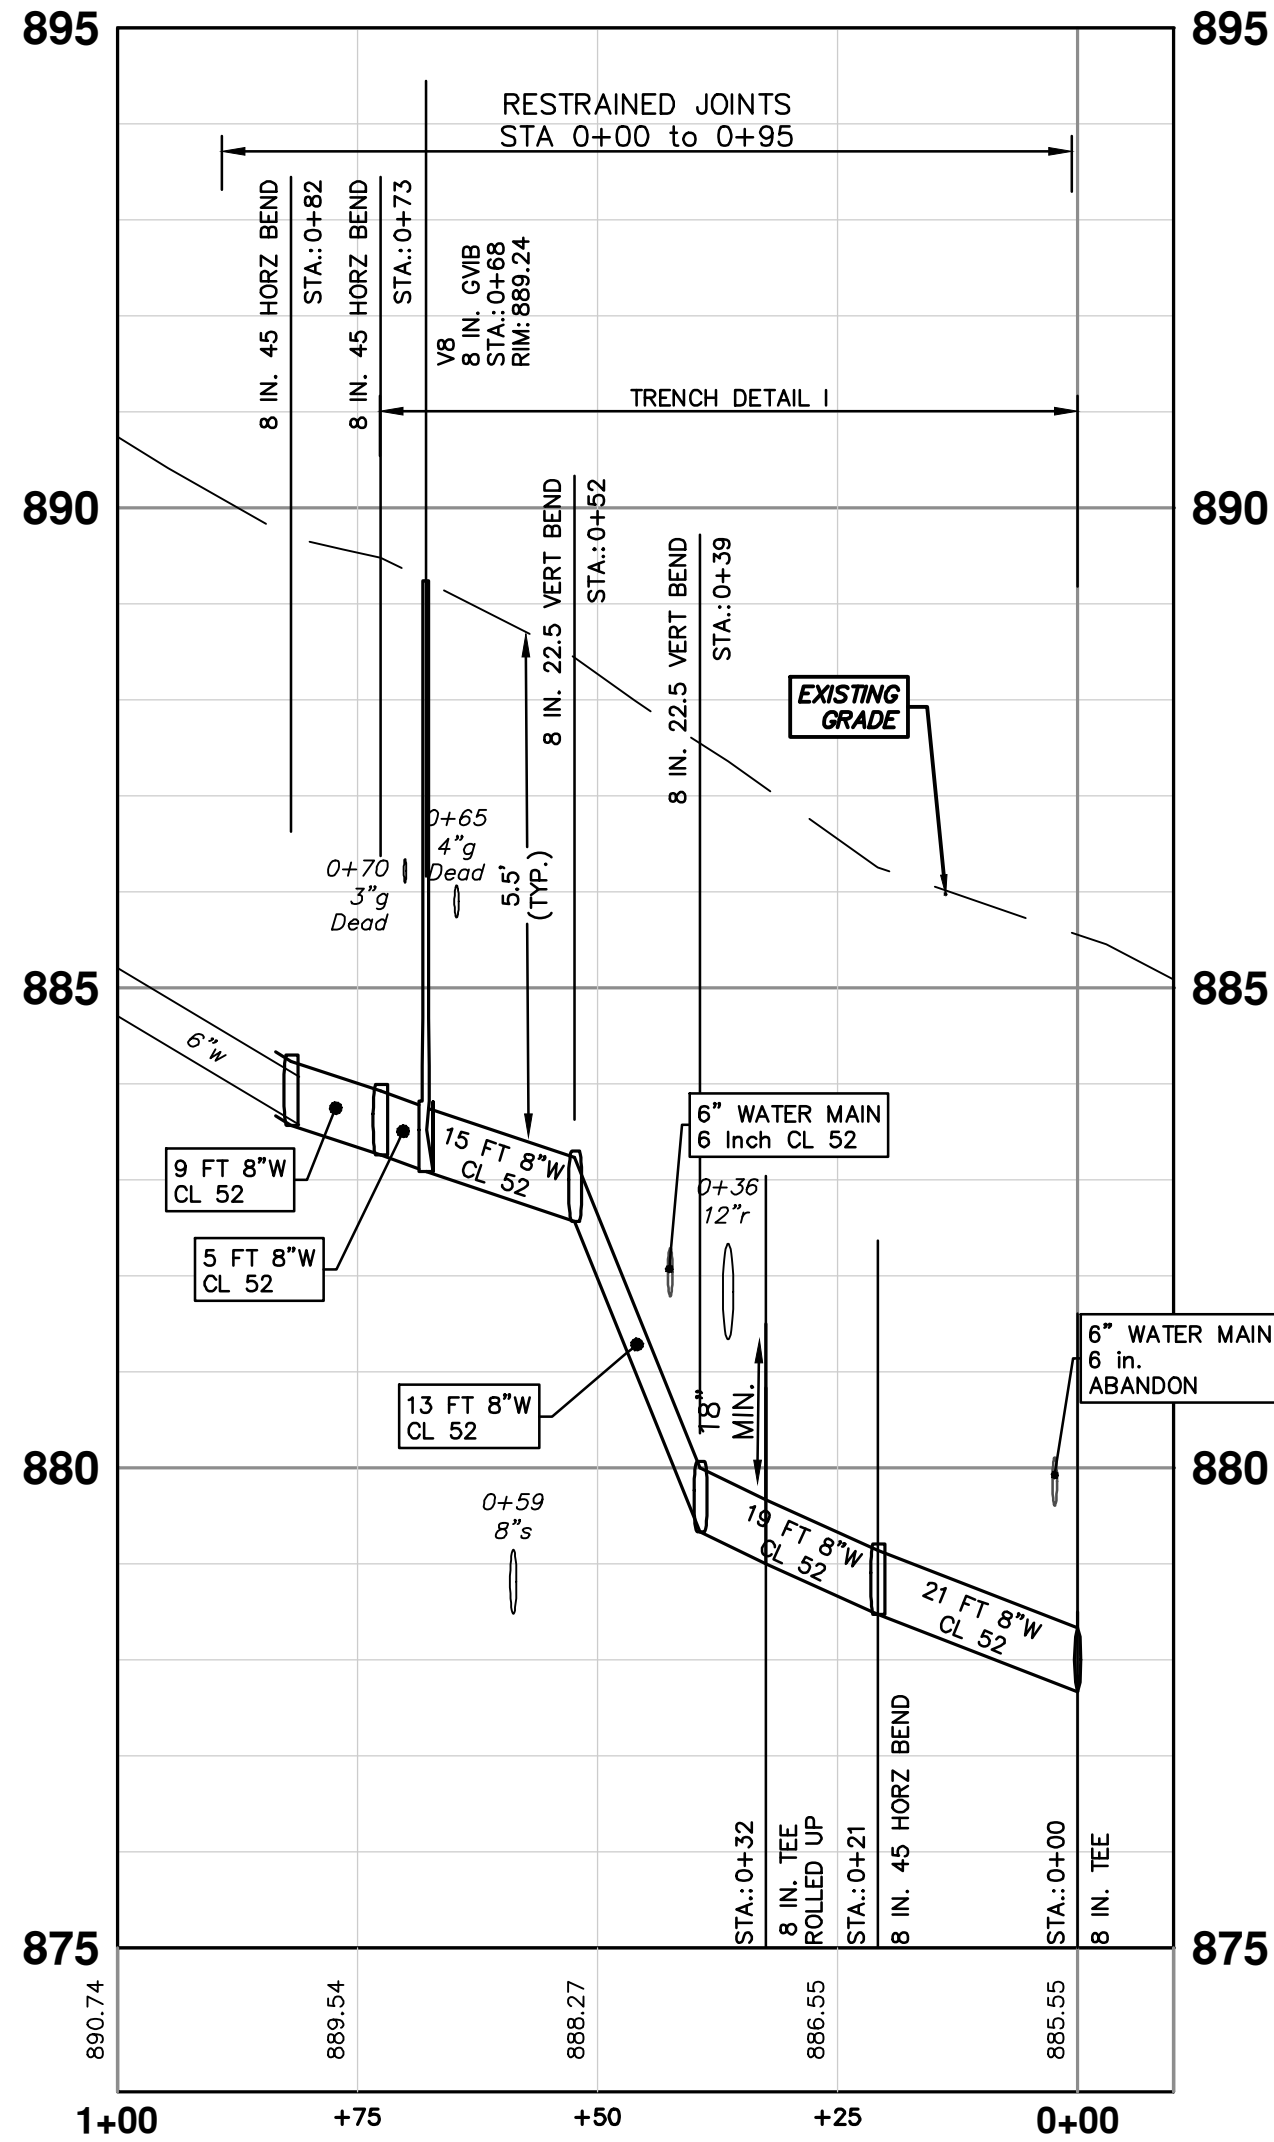 895
895
RESTRAINED JOINTS
STA 0+00 to 0+95
8 IN. 45 HORZ BEND
STA.:0+82
8 IN. 45 HORZ BEND
STA.:0+73
V8
8 IN. GVIB
STA.:0+68
RIM:889.24
TRENCH DETAIL I
890
890
8 IN. 22.5 VERT BEND
STA.:0+52
8 IN. 22.5 VERT BEND
STA.:0+39
EXISTING
GRADE
0+65
4"g
Dead
0+70
3"g
Dead
5.5'
(TYP.)
885
885
6"w
15 FT 8"W
CL 52
6" WATER MAIN
6 Inch CL 52
9 FT 8"W
CL 52
0+36
12"r
5 FT 8"W
CL 52
6" WATER MAIN
6 in.
ABANDON
13 FT 8"W
CL 52
18"
MIN.
880
880
0+59
8"s
19 FT 8"W
CL 52
21 FT 8"W
CL 52
STA.:0+32
8 IN. TEE
ROLLED UP
STA.:0+21
8 IN. 45 HORZ BEND
STA.:0+00
8 IN. TEE
875
875
890.74
889.54
888.27
886.55
885.55
1+00
+75
+50
+25
0+00